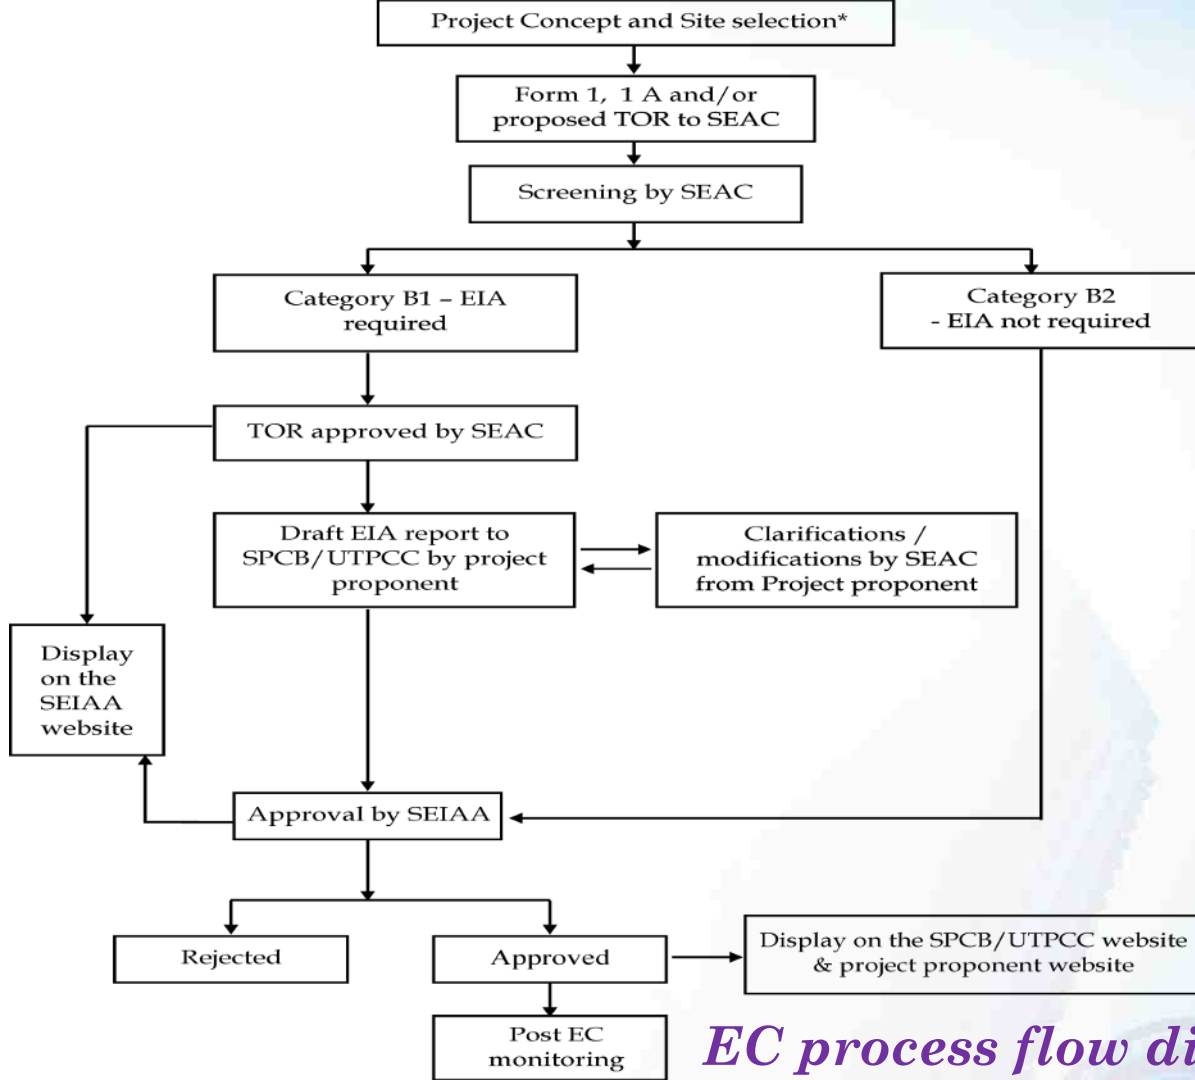 Project Concept and Site selection*
Form 1, 1 A and/or
proposed TOR to SEAC
Screening by SEAC
Category B1 – EIA
required
Category B2
- EIA not required
TOR approved by SEAC
Draft EIA report to
SPCB/UTPCC by project
proponent
Clarifications /
modifications by SEAC
from Project proponent
Display
on the
SEIAA
website
Approval by SEIAA
Rejected
Approved
Display on the SPCB/UTPCC website
& project proponent website
Post EC
monitoring
EC process flow di